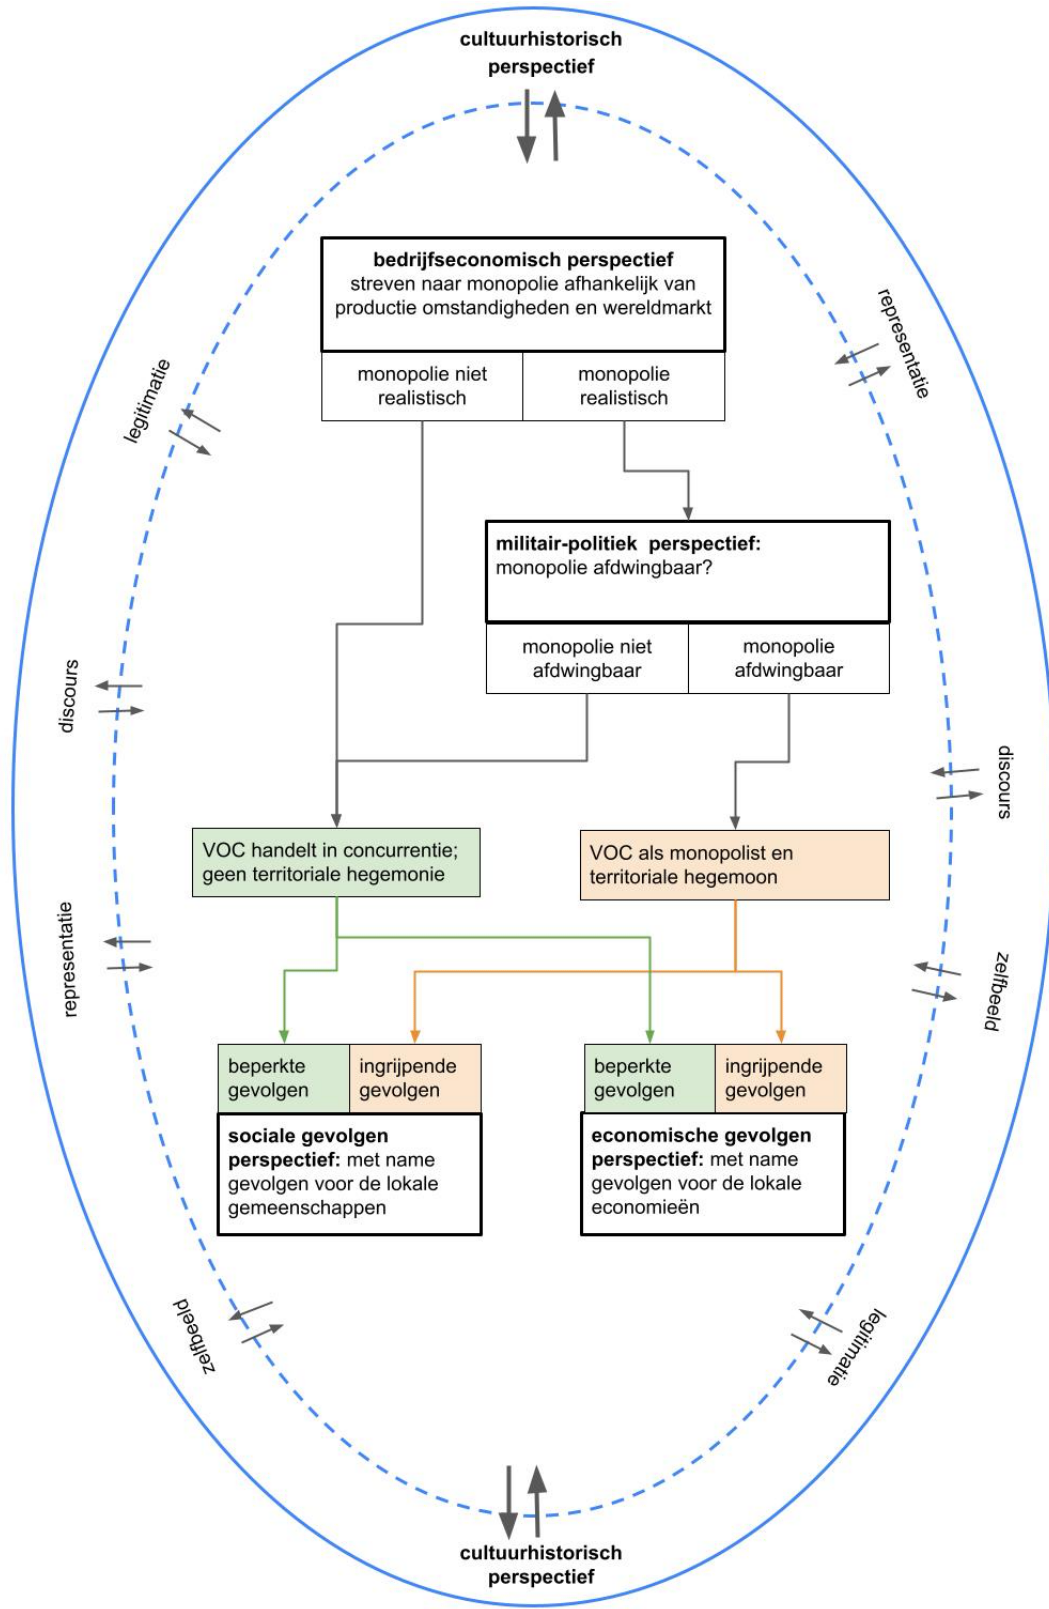 cultuurhistorisch
perspectief
bedrijfseconomisch perspectief
streven naar monopolie afhankelijk van
productie omstandigheden en wereldmarkt
monopolie niet
realistisch
monopolie
realistisch
representatie
legitimatie
militair-politiek perspectief:
monopolie afdwingbaar?
monopolie niet
afdwingbaar
monopolie
afdwingbaar
discours
discours
VOC handelt in concurrentie;
geen territoriale hegemonie
VOC als monopolist en
territoriale hegemoon
representatie
zelfbeeld
beperkte
gevolgen
ingrijpende
gevolgen
beperkte
gevolgen
ingrijpende
gevolgen
sociale gevolgen
perspectief: met name
gevolgen voor de lokale
gemeenschappen
economische gevolgen
perspectief: met name
gevolgen voor de lokale
economieën
zelfbeeld
legitimatie
cultuurhistorisch
perspectief